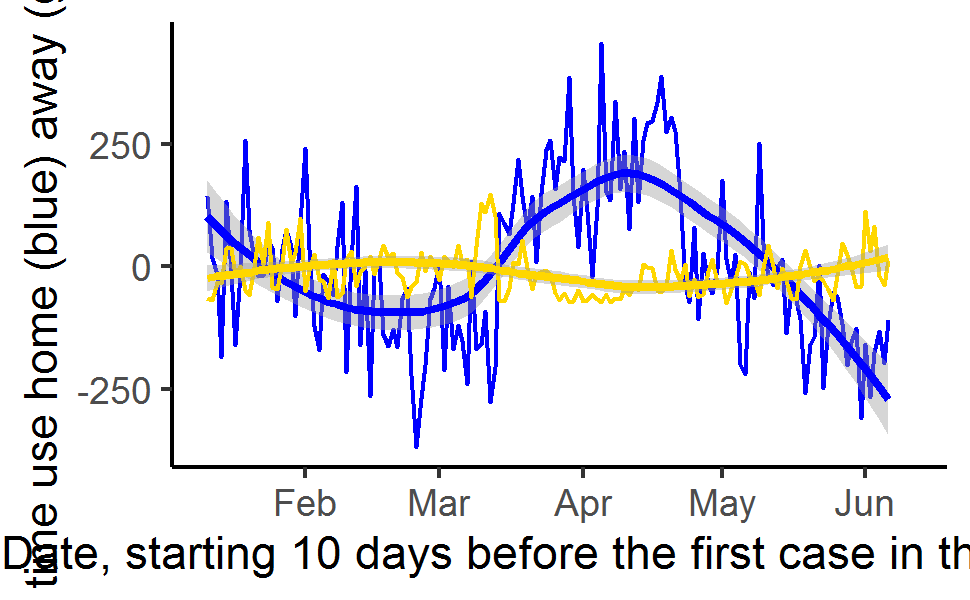 time use home (blue) away (
250
0
-250
Feb Mar Apr May Jun
Date, starting 10 days before the first case in th